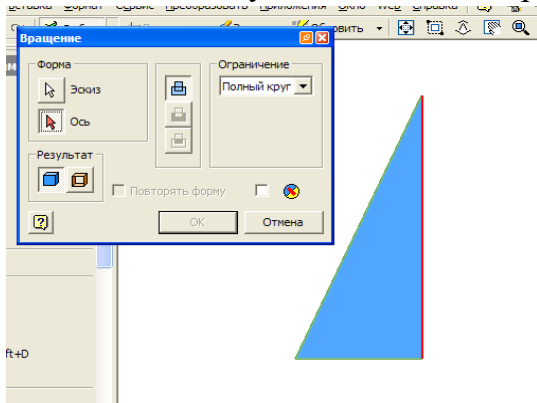 Вставка Формат Сервис Преобразовать Приложения Окно Web Справка
Вращение
Форма
Эскиз
Ось
Результат
Ограничение
Полный круг
Повторять форму
OK
Отмена
ft+D